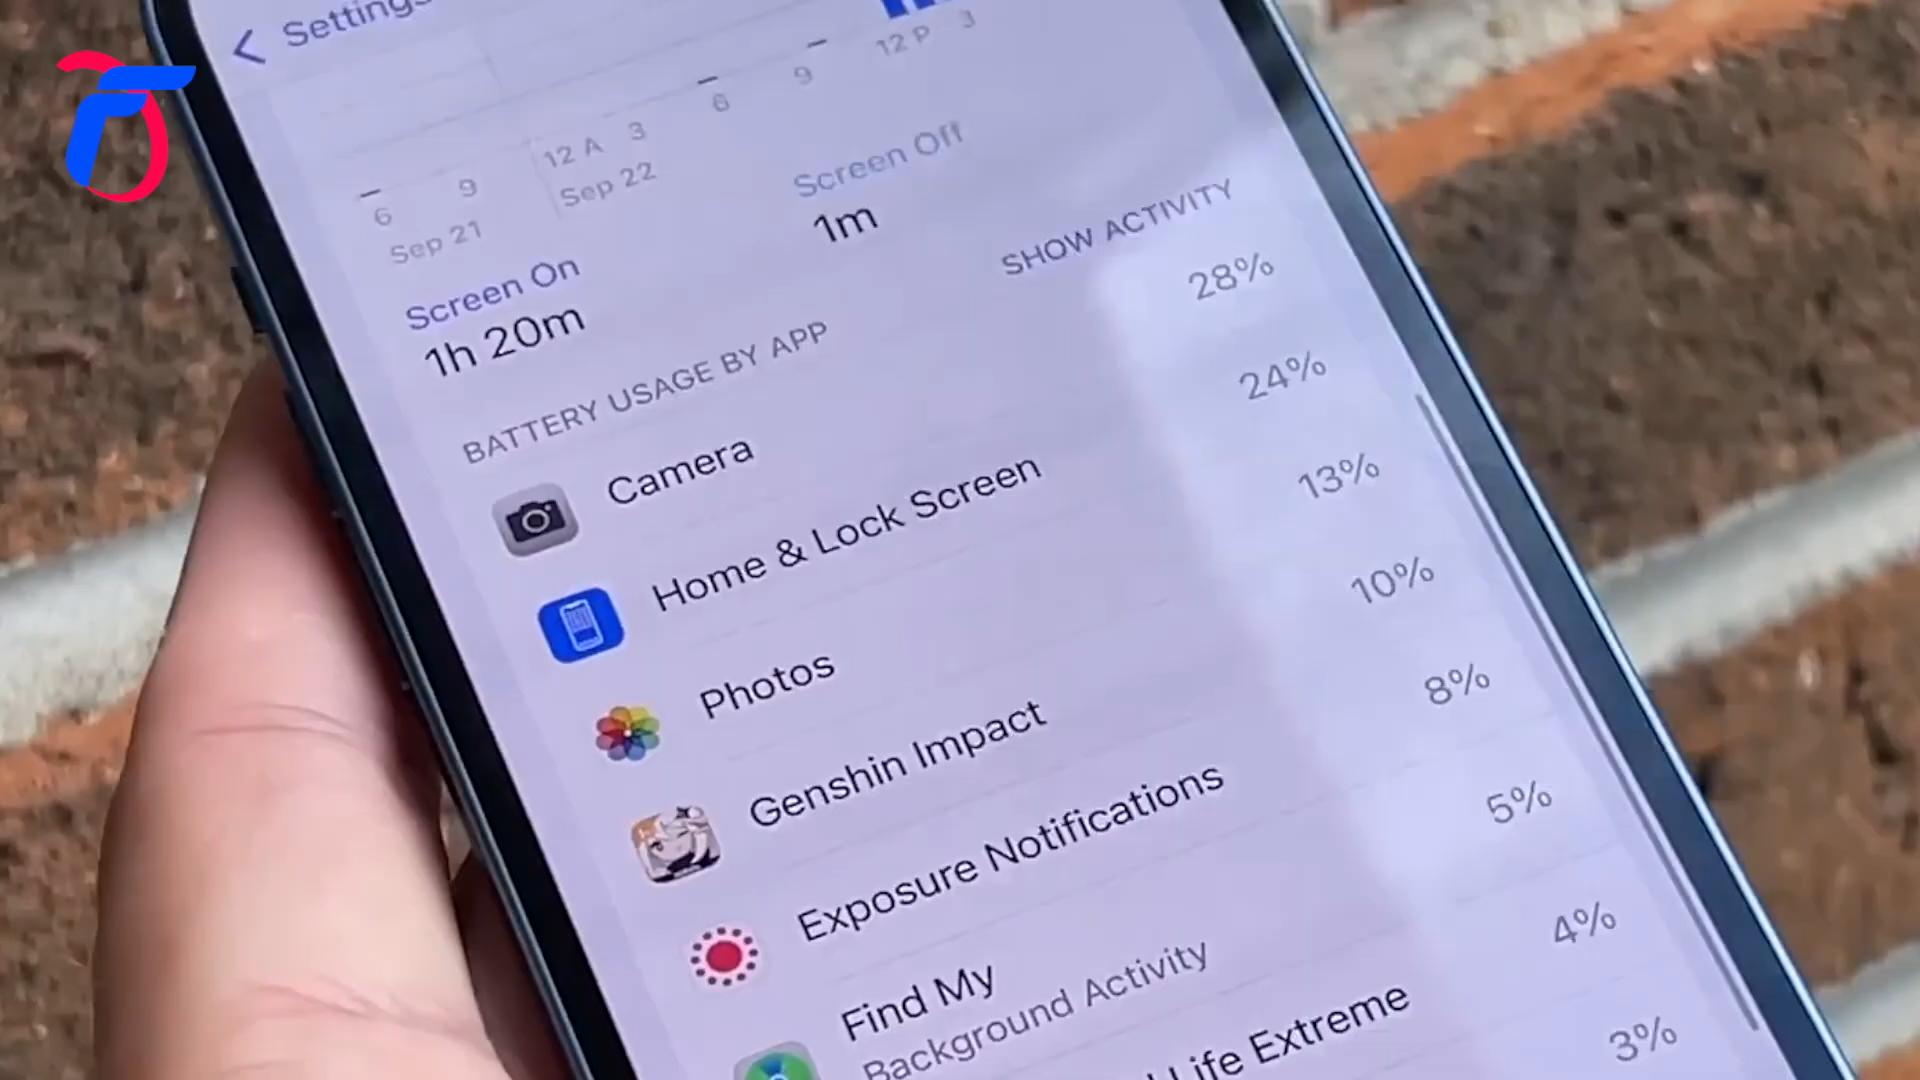 Settings
12 P 3
9
6
12 A 3
Sep 22
9
6
Sep 21
Screen On
1h 20m
Screen Off
1m
BATTERY USAGE BY APP
SHOW ACTIVITY
Camera
28%
Home & Lock Screen
24%
Photos
13%
Genshin Impact
10%
Exposure Notifications
8%
Find My
Background Activity
5%
Life Extreme
4%
3%